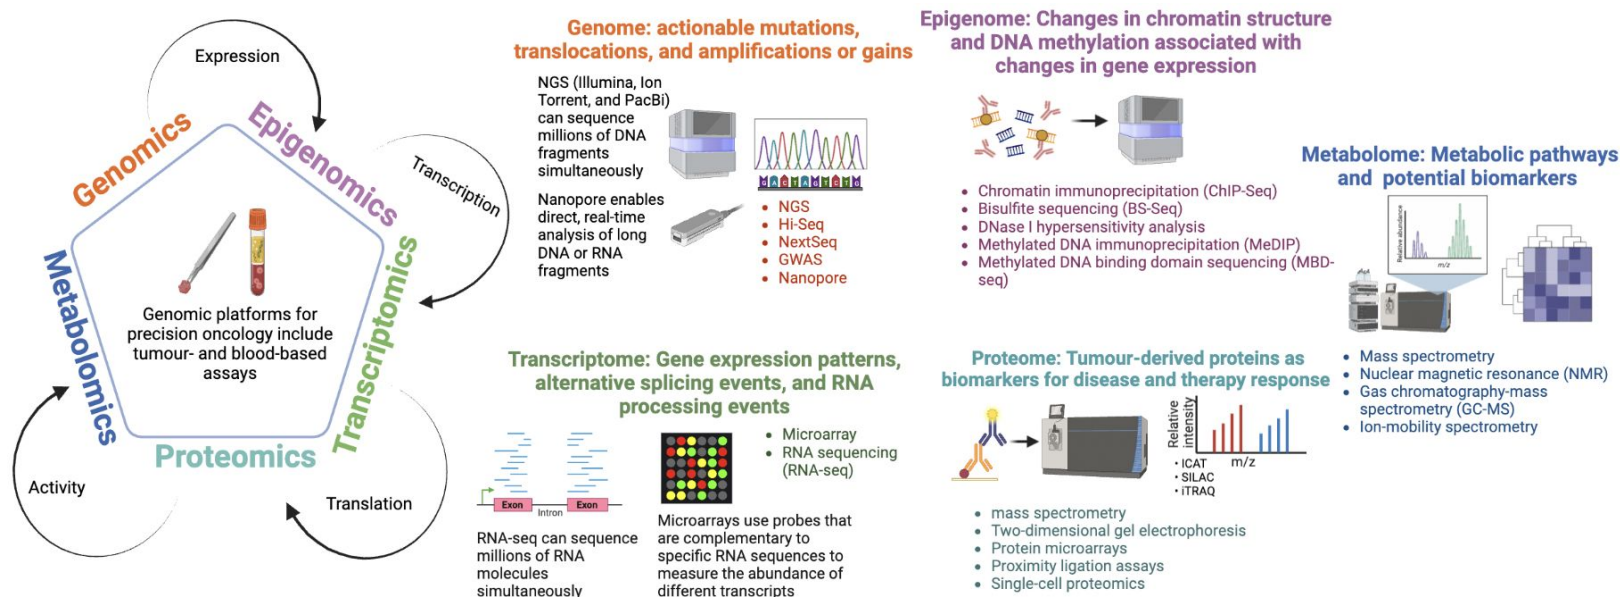 Expression
Genomics
Epigenomics
Transcription
Transcriptomics
Metabolomics
Genomic platforms for
precision oncology include
tumour- and blood-based
assays
Proteomics
Activity
Translation
Genome: actionable mutations,
translocations, and amplifications or gains
NGS (Illumina, Ion
Torrent, and PacBi)
can sequence
millions of DNA
fragments
simultaneously
Nanopore enables
direct, real-time
analysis of long
DNA or RNA
fragments
G A C T A G T C T G
• NGS
• Hi-Seq
• NextSeq
• GWAS
• Nanopore
Epigenome: Changes in chromatin structure
and DNA methylation associated with
changes in gene expression
• Chromatin immunoprecipitation (ChIP-Seq)
• Bisulfite sequencing (BS-Seq)
• DNase I hypersensitivity analysis
• Methylated DNA immunoprecipitation (MeDIP)
• Methylated DNA binding domain sequencing (MBD-
seq)
Metabolome: Metabolic pathways
and potential biomarkers
Relative abundance
m/z
• Mass spectrometry
• Nuclear magnetic resonance (NMR)
• Gas chromatography-mass
spectrometry (GC-MS)
• Ion-mobility spectrometry
Transcriptome: Gene expression patterns,
alternative splicing events, and RNA
processing events
Exon
Intron
Exon
RNA-seq can sequence
millions of RNA
molecules
simultaneously
• Microarray
• RNA sequencing
(RNA-seq)
Microarrays use probes that
are complementary to
specific RNA sequences to
measure the abundance of
different transcripts
Proteome: Tumour-derived proteins as
biomarkers for disease and therapy response
Relative
intensity
m/z
• ICAT
• SILAC
• iTRAQ
• mass spectrometry
• Two-dimensional gel electrophoresis
• Protein microarrays
• Proximity ligation assays
• Single-cell proteomics